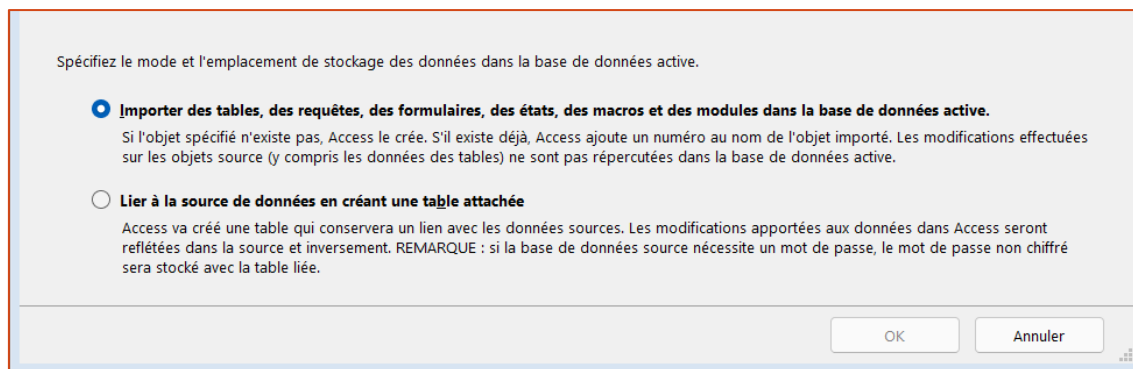 Spécifiez le mode et l'emplacement de stockage des données dans la base de données active.
Importer des tables, des requêtes, des formulaires, des états, des macros et des modules dans la base de données active.
Si l'objet spécifié n'existe pas, Access le crée. S'il existe déjà, Access ajoute un numéro au nom de l'objet importé. Les modifications effectuées
sur les objets source (y compris les données des tables) ne sont pas répercutées dans la base de données active.
Lier à la source de données en créant une table attachée
Access va créé une table qui conservera un lien avec les données sources. Les modifications apportées aux données dans Access seront
reflétées dans la source et inversement. REMARQUE : si la base de données source nécessite un mot de passe, le mot de passe non chiffré
sera stocké avec la table liée.
OK
Annuler